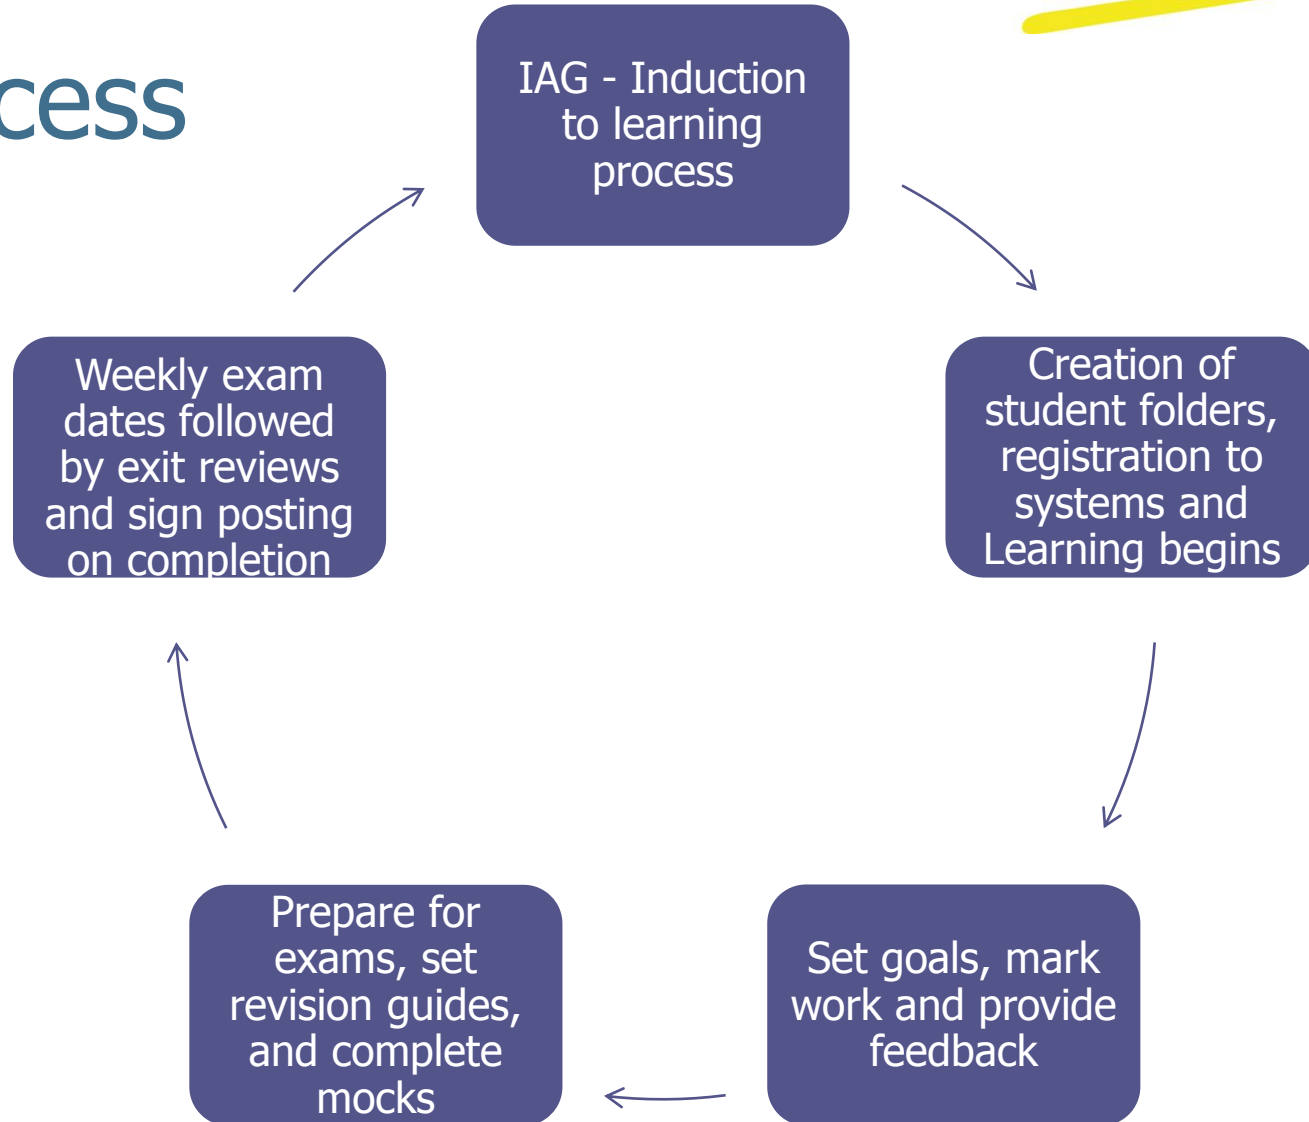 cess
IAG - Induction
to learning
process
Creation of
student folders,
registration to
systems and
Learning begins
Set goals, mark
work and provide
feedback
Prepare for
exams, set
revision guides,
and complete
mocks
Weekly exam
dates followed
by exit reviews
and sign posting
on completion